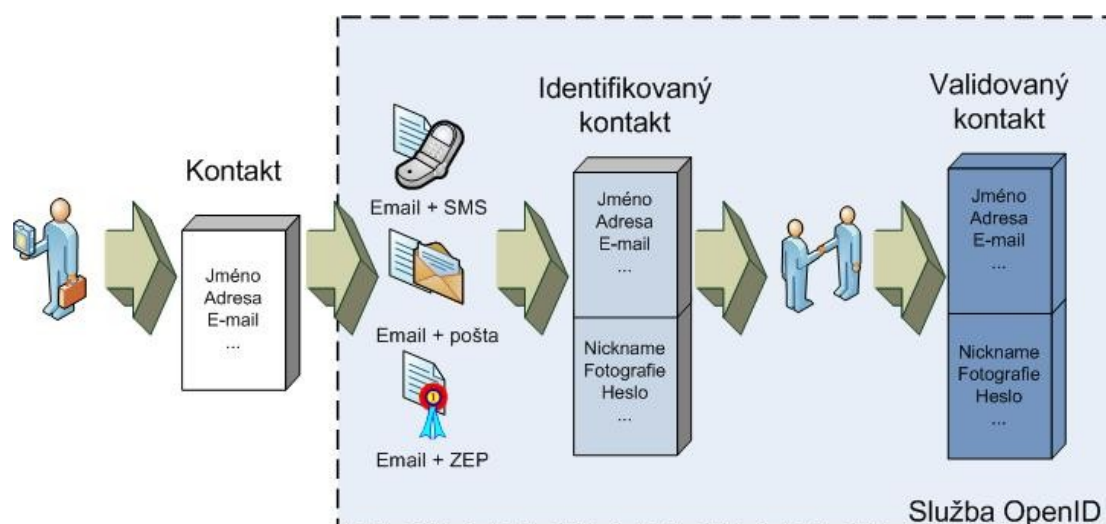 Kontakt
Jméno
Adresa
E-mail
...
Email + SMS
Email + pošta
Email + ZEP
Identifikovaný
kontakt
Jméno
Adresa
E-mail
...
Nickname
Fotografie
Heslo
...
Validovaný
kontakt
Jméno
Adresa
E-mail
...
Nickname
Fotografie
Heslo
...
Služba OpenID